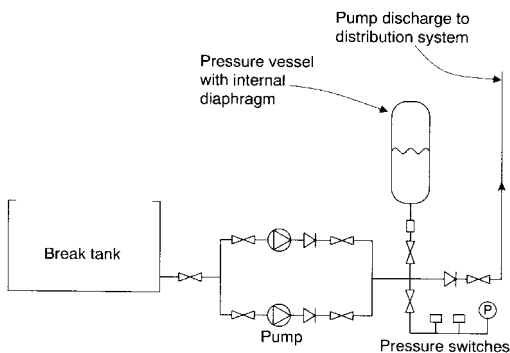 Pump discharge to
distribution system
Pressure vessel
with internal
diaphragm
Break tank
P
Pump
Pressure switches